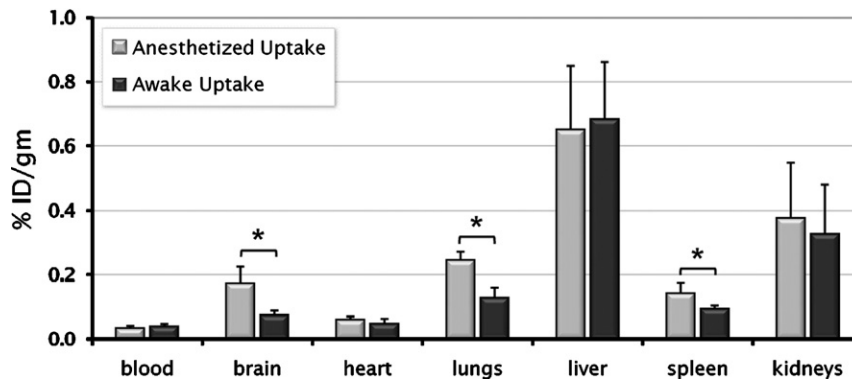 1.0
0.8
0.6
0.4
0.2
0.0
% ID/gm
Anesthetized Uptake
Awake Uptake
*
*
*
blood brain heart lungs liver spleen kidneys